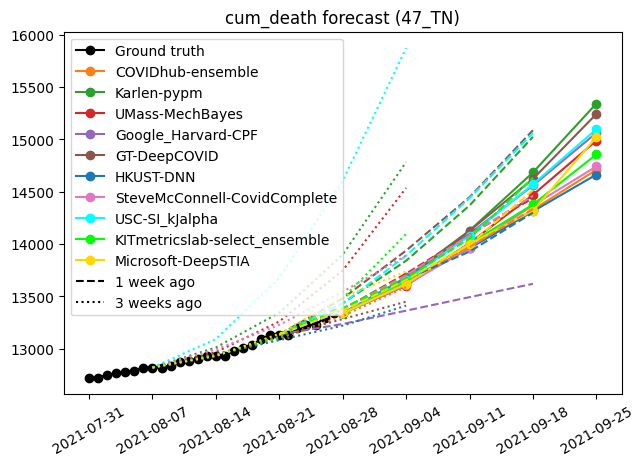 cum_death forecast (47_TN)
16000
15500
15000
14500
14000
13500
13000
Ground truth
COVIDhub-ensemble
Karlen-pypm
UMass-MechBayes
Google_Harvard-CPF
GT-DeepCOVID
HKUST-DNN
SteveMcConnell-CovidComplete
USC-SI_kJalpha
KITmetricslab-select_ensemble
Microsoft-DeepSTIA
1 week ago
3 weeks ago
2021-07-31
2021-08-07
2021-08-14
2021-08-21
2021-08-28
2021-09-04
2021-09-11
2021-09-18
2021-09-25